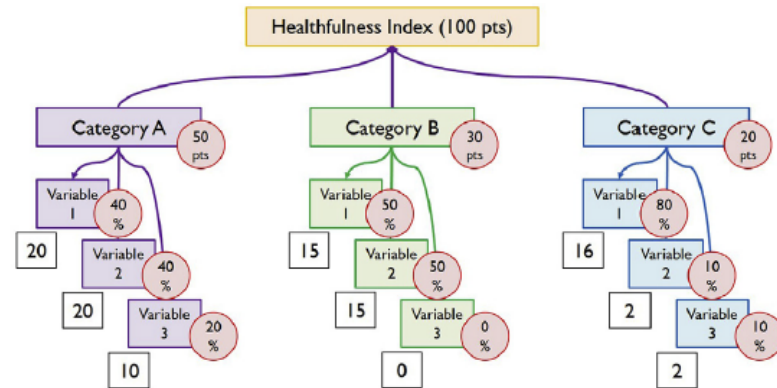 Healthfulness Index (100 pts)
Category A
50
pts
Category B
30
pts
Category C
20
pts
Variable
1
40
%
20
Variable
2
40
%
20
Variable
3
20
%
10
Variable
1
50
%
15
Variable
2
50
%
15
Variable
3
0
%
0
Variable
1
80
%
16
Variable
2
10
%
2
Variable
3
10
%
2